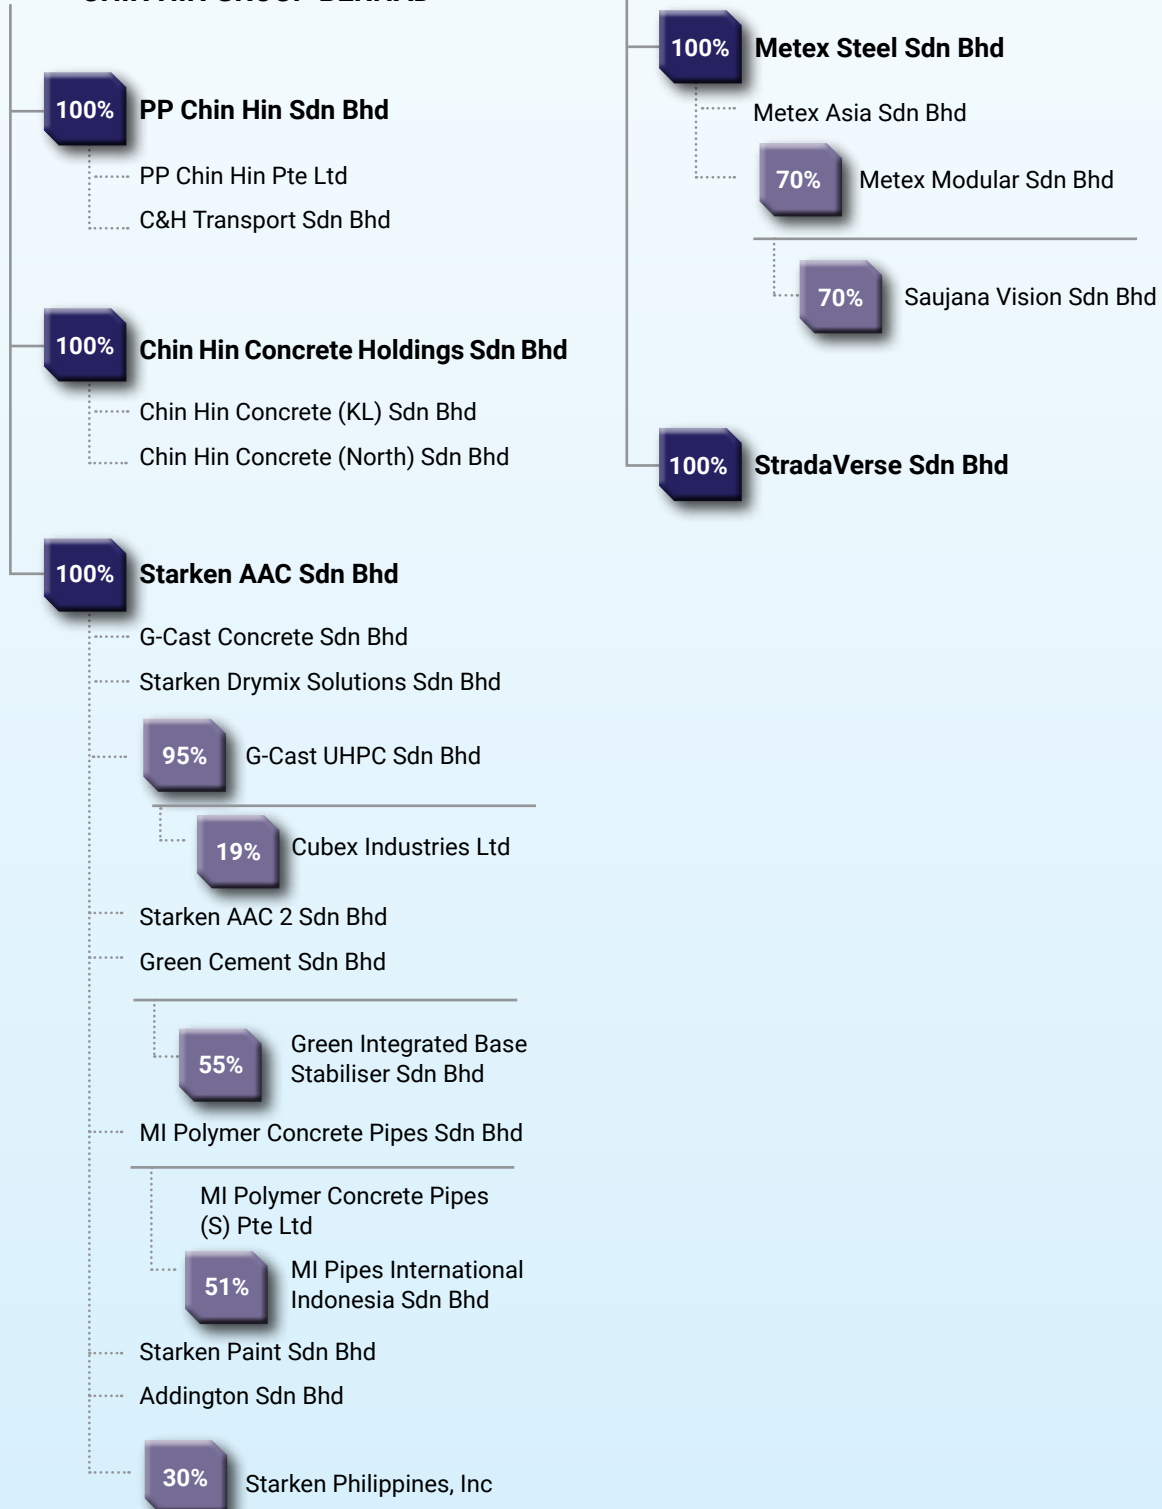 CHIN HIN GROUP BERHAD
100%
PP Chin Hin Sdn Bhd
PP Chin Hin Pte Ltd
C&H Transport Sdn Bhd
100%
Chin Hin Concrete Holdings Sdn Bhd
Chin Hin Concrete (KL) Sdn Bhd
Chin Hin Concrete (North) Sdn Bhd
100%
Starken AAC Sdn Bhd
G-Cast Concrete Sdn Bhd
Starken Drymix Solutions Sdn Bhd
95%
G-Cast UHPC Sdn Bhd
19%
Cubex Industries Ltd
Starken AAC 2 Sdn Bhd
Green Cement Sdn Bhd
55%
Green Integrated Base
Stabiliser Sdn Bhd
MI Polymer Concrete Pipes Sdn Bhd
MI Polymer Concrete Pipes
(S) Pte Ltd
51%
MI Pipes International
Indonesia Sdn Bhd
Starken Paint Sdn Bhd
Addington Sdn Bhd
30%
Starken Philippines, Inc
100%
Metex Steel Sdn Bhd
Metex Asia Sdn Bhd
70%
Metex Modular Sdn Bhd
70%
Saujana Vision Sdn Bhd
100%
StradaVerse Sdn Bhd